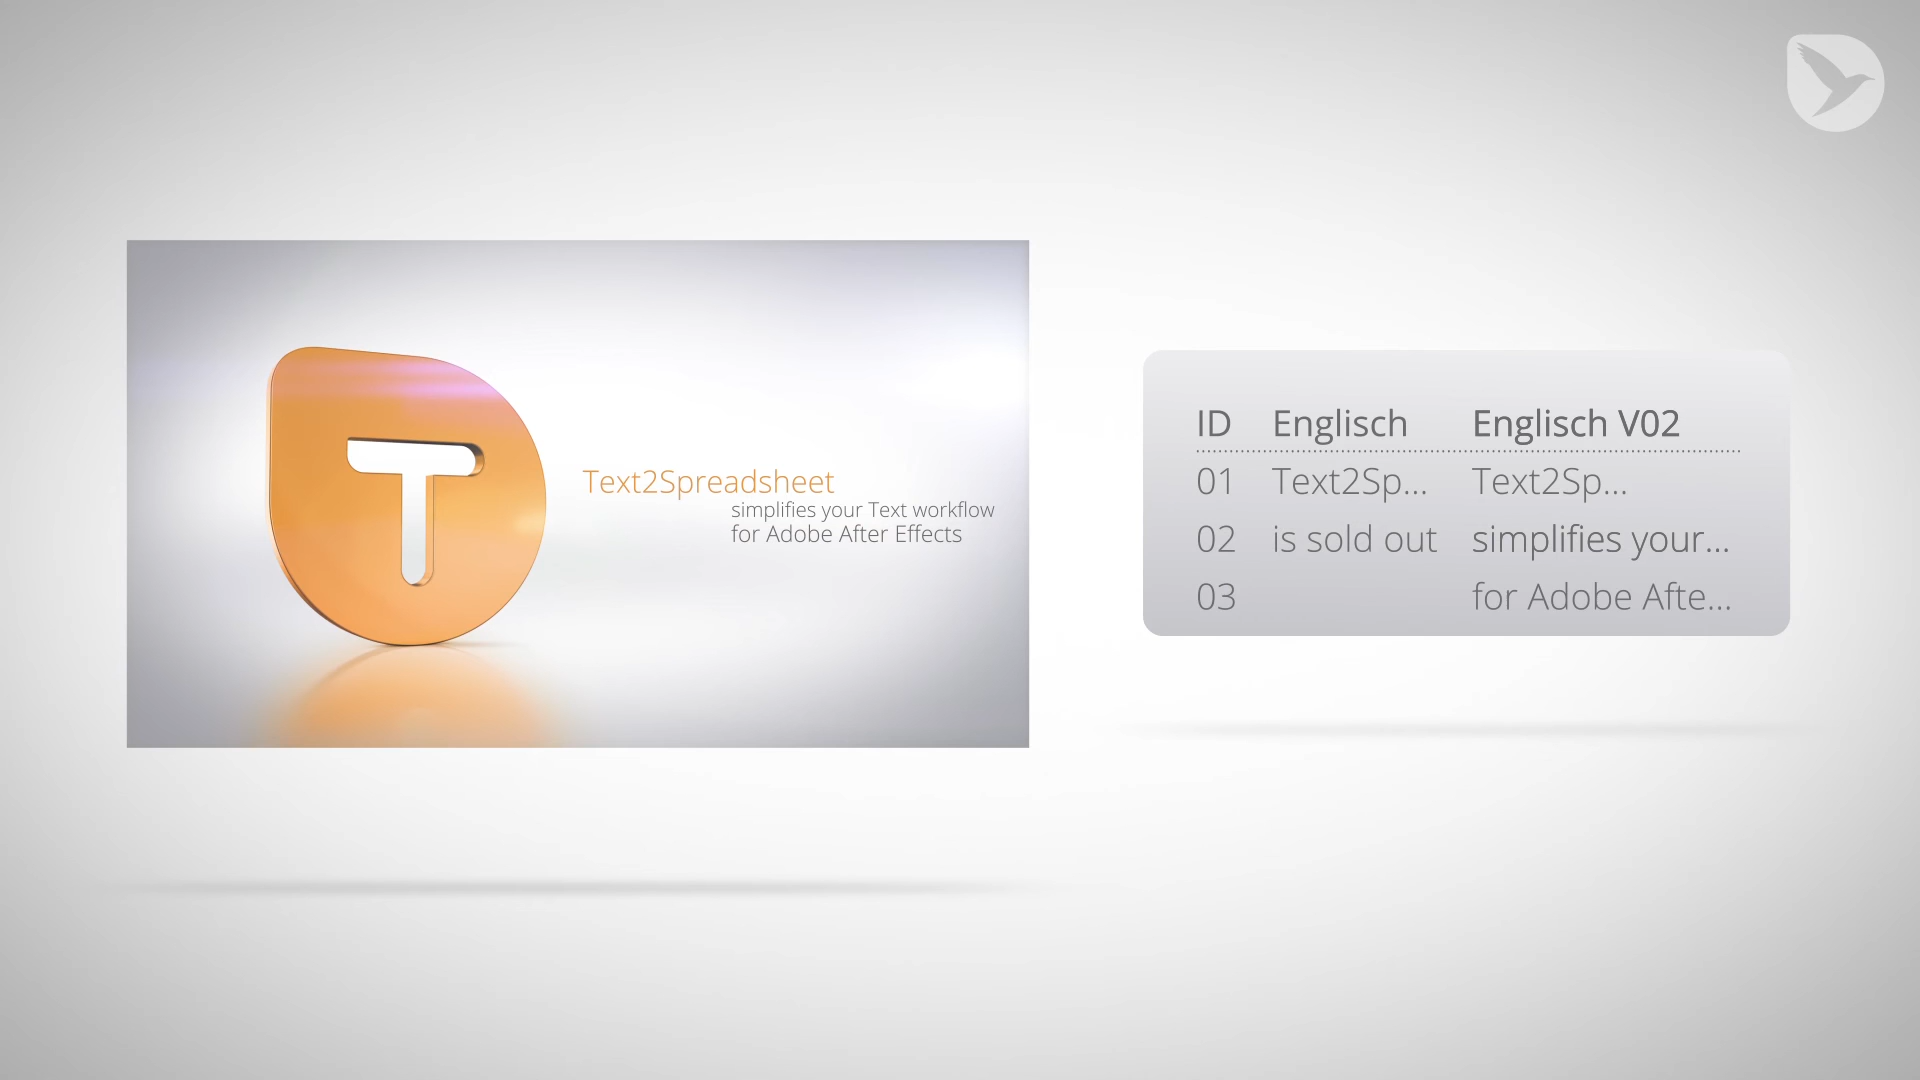 T
Text2Spreadsheet
simplifies your Text workflow
for Adobe After Effects
ID Englisch Englisch V02
01 Text2Sp... Text2Sp...
02 is sold out simplifies your...
03 for Adobe Afte...